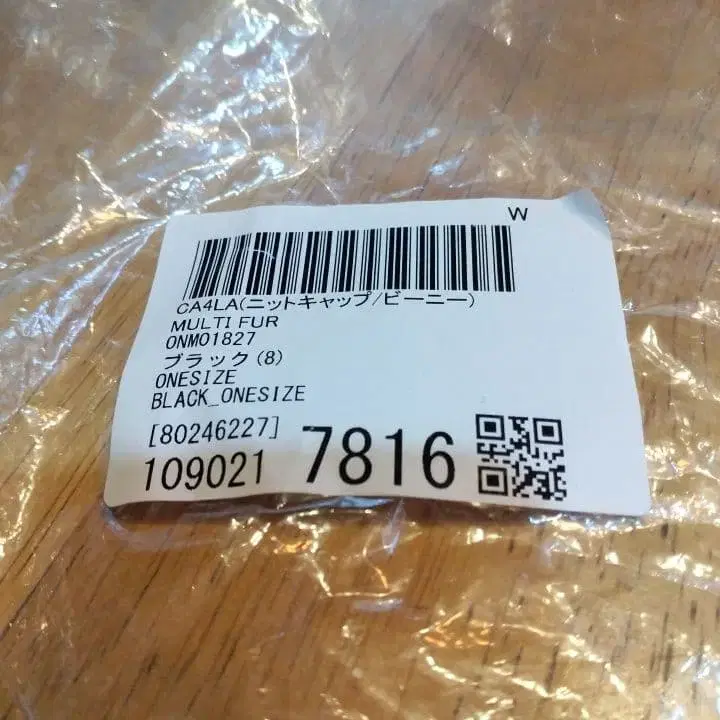 W
CA4LA(ニットキャップ/ビーニー)
MULTI FUR
ONM01827
ブラック(8)
ONESIZE
BLACK_ONESIZE
[80246227]
109021 7816